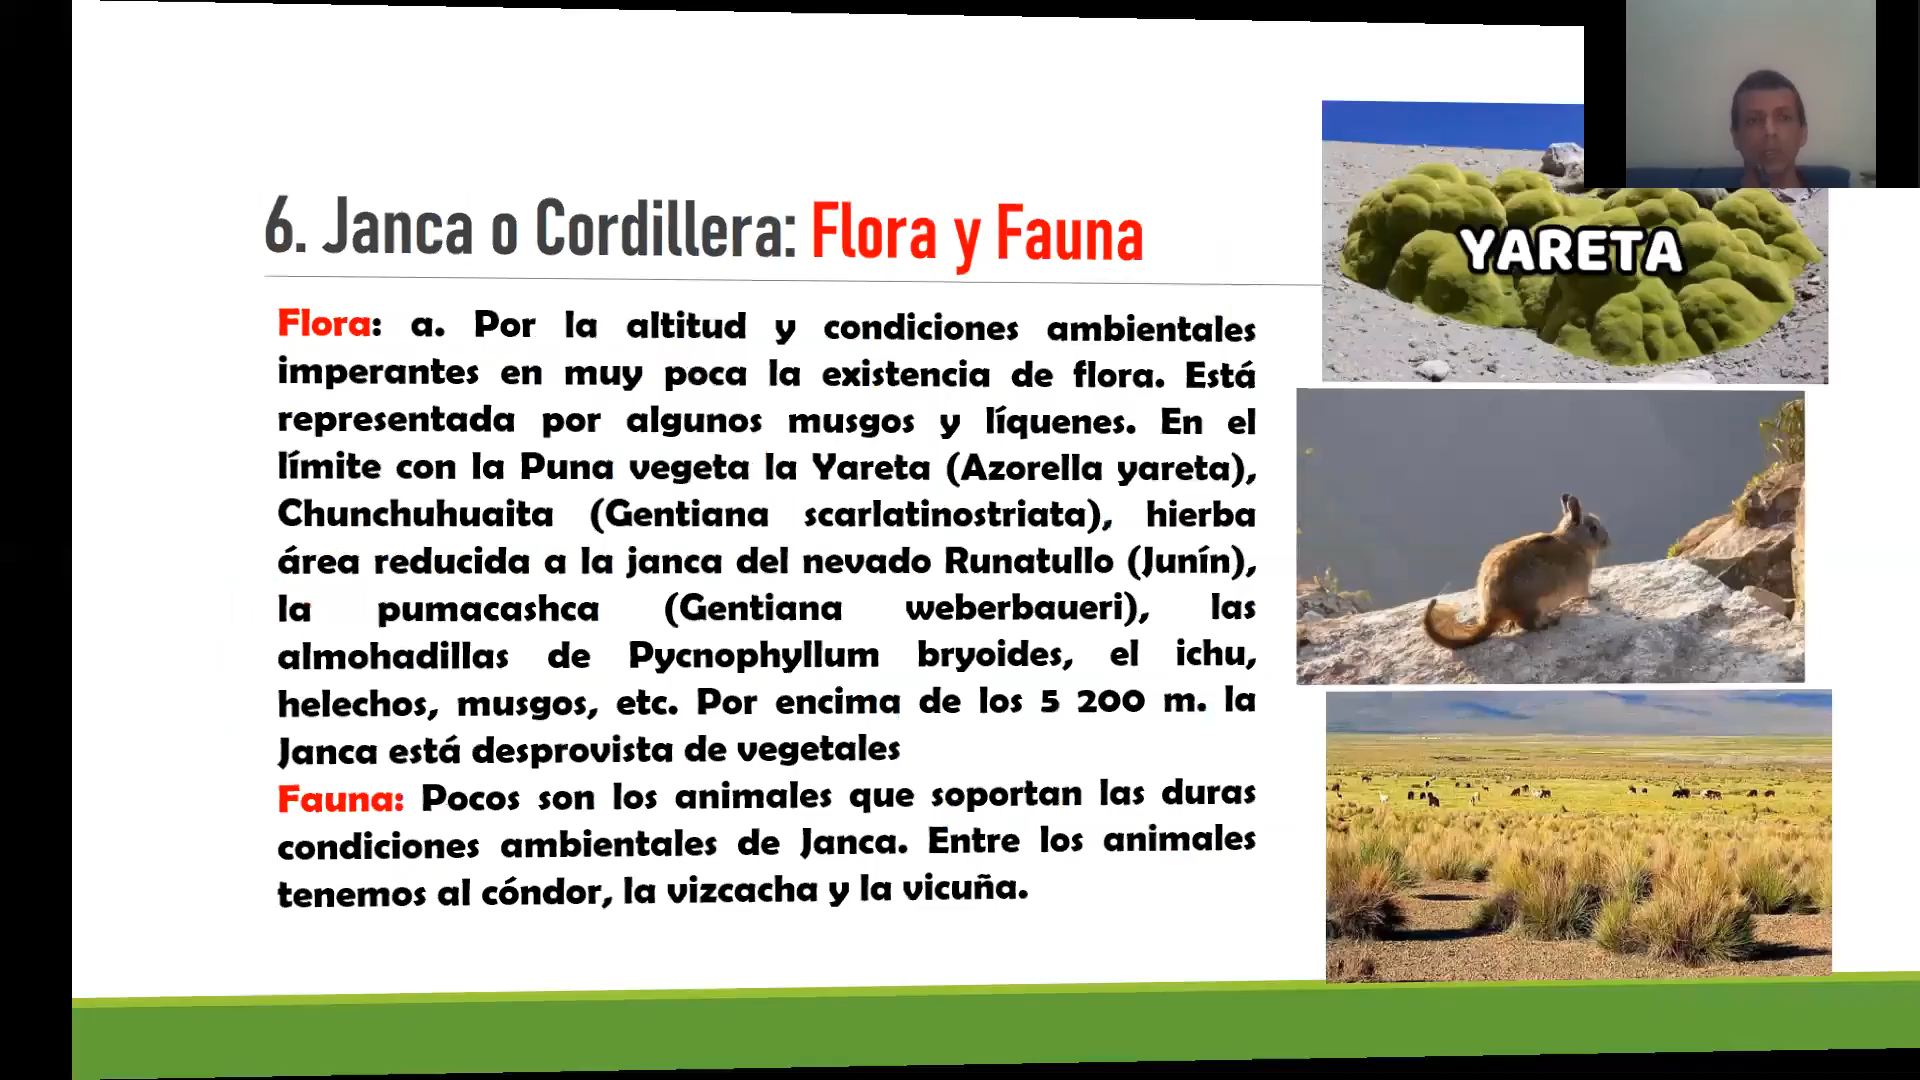 6. Janca o Cordillera: Flora y Fauna
Flora: a. Por la altitud y condiciones ambientales
imperantes en muy poca la existencia de flora. Está
representada por algunos musgos y líquenes. En el
límite con la Puna vegeta la Yareta (Azorella yareta),
Chunchuhuaita (Gentiana scarlatinostriata), hierba
área reducida a la janca del nevado Runatullo (Junín),
la pumacashca (Gentiana weberbaueri), las
almohadillas de Pycnophyllum bryoides, el ichu,
helechos, musgos, etc. Por encima de los 5 200 m. la
Janca está desprovista de vegetales
Fauna: Pocos son los animales que soportan las duras
condiciones ambientales de Janca. Entre los animales
tenemos al cóndor, la vizcacha y la vicuña.
YARETA